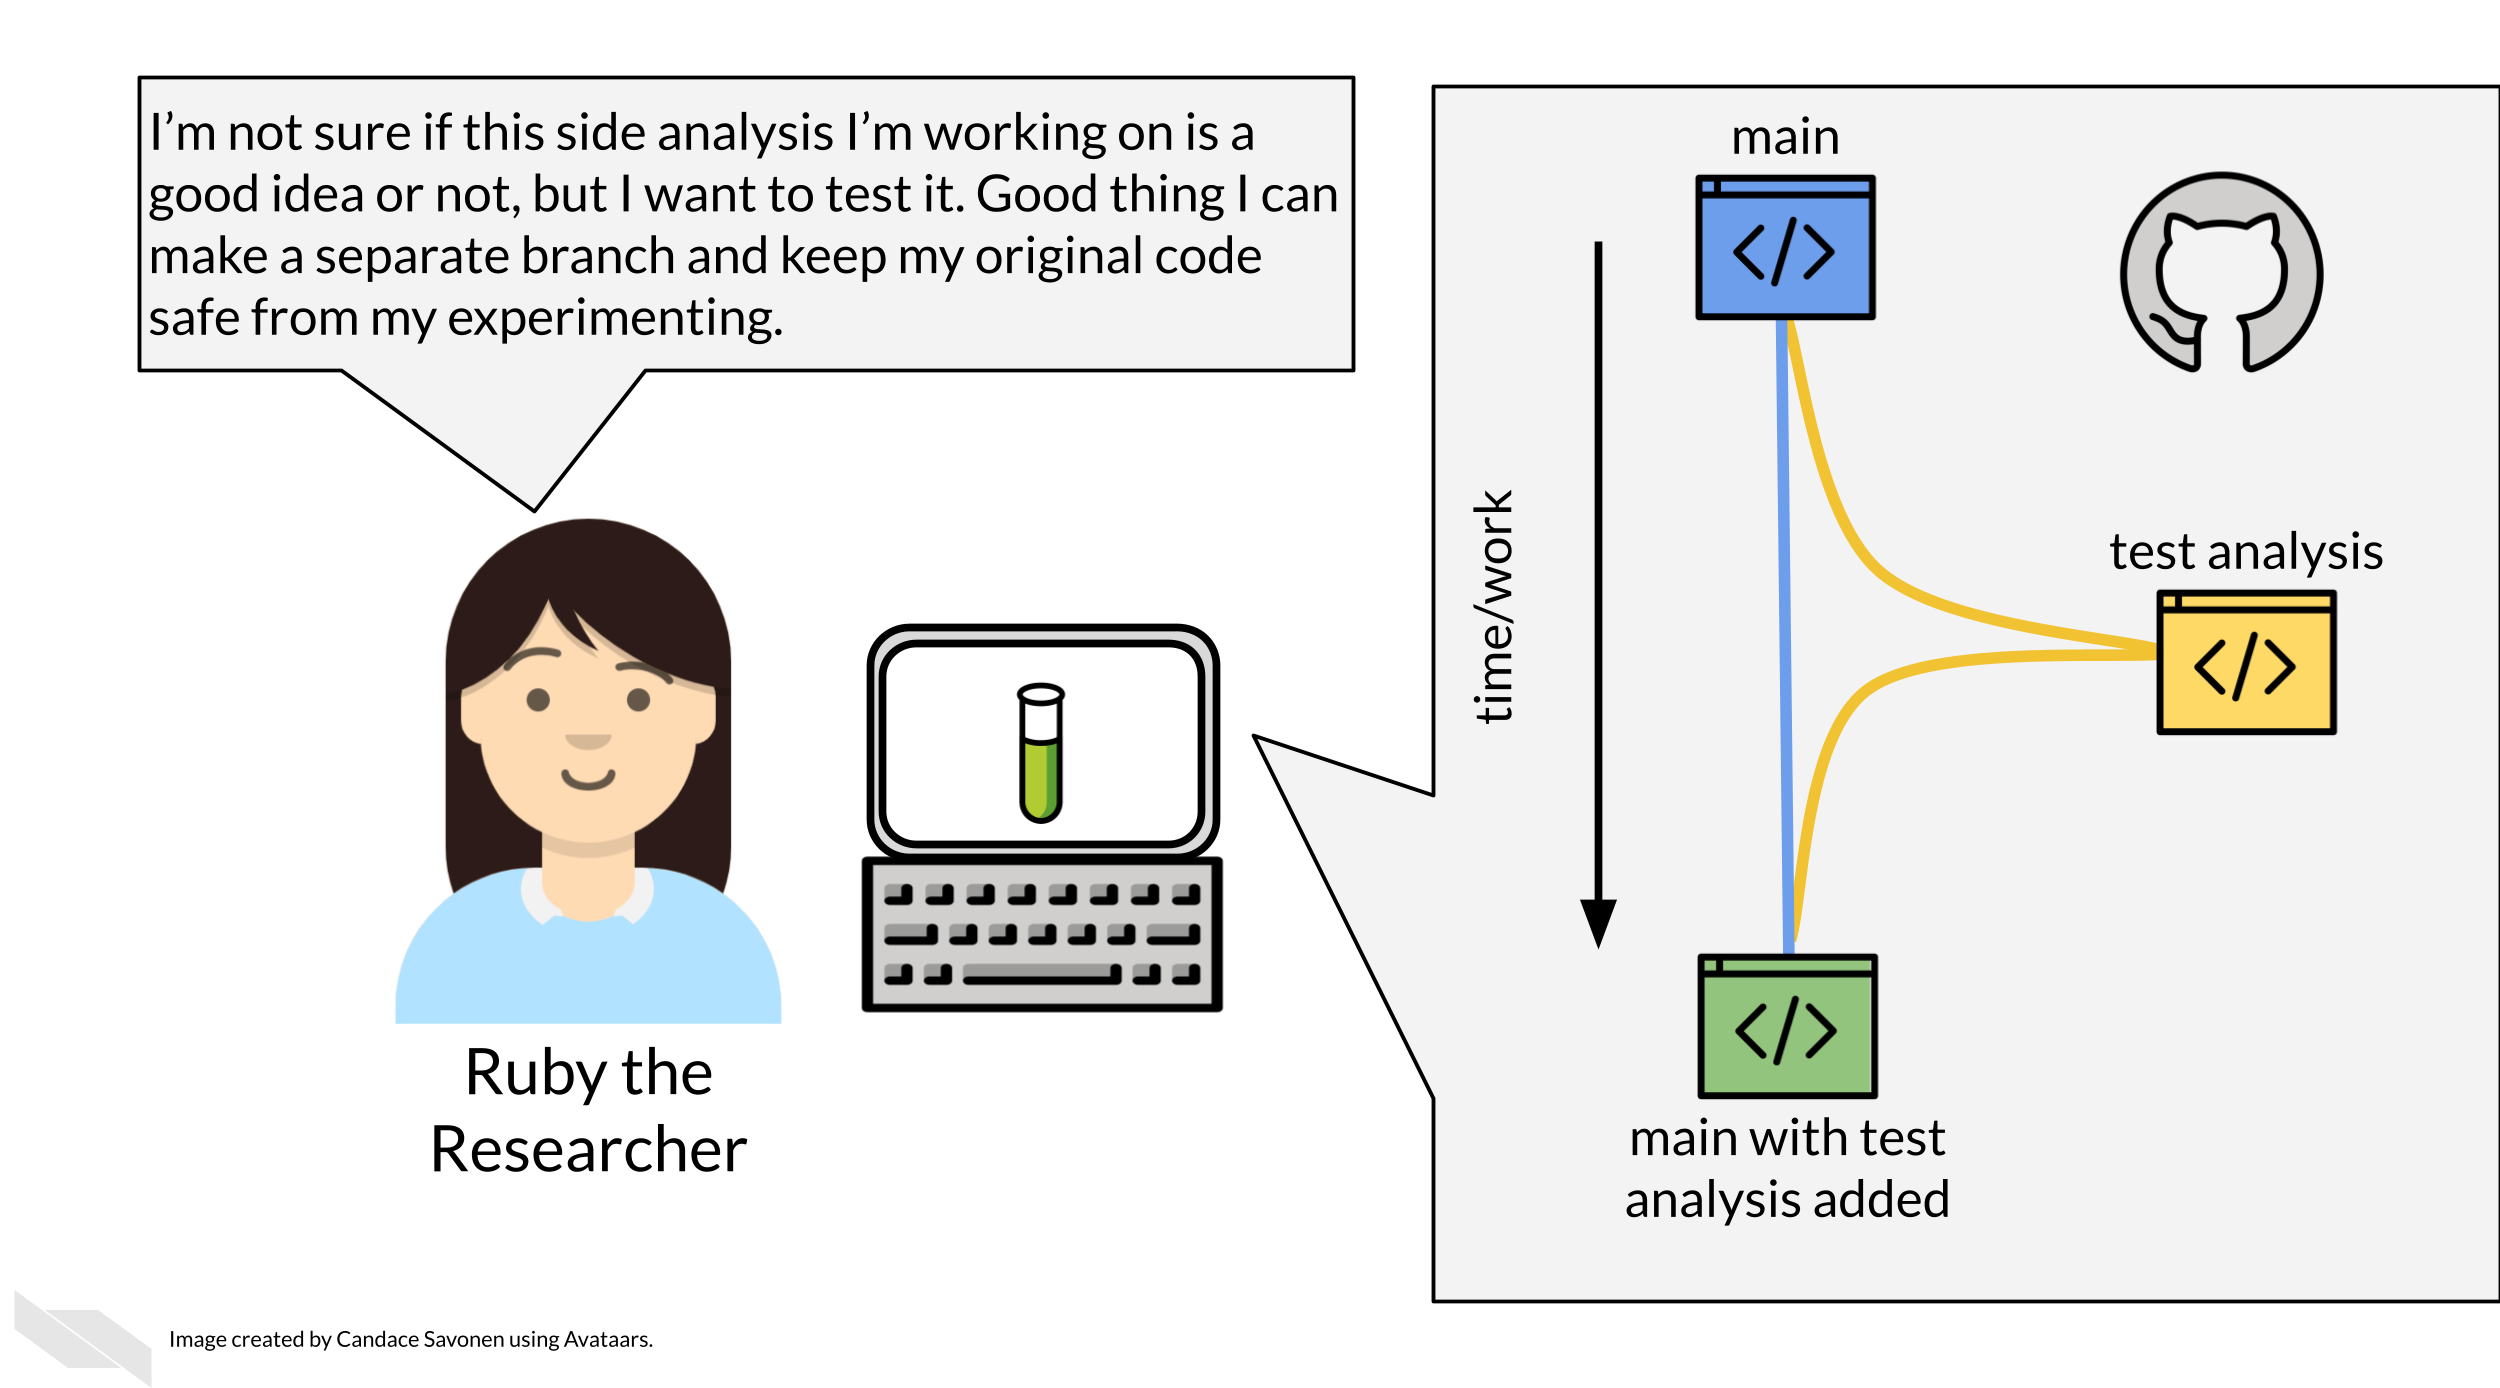 I’m not sure if this side analysis I’m working on is a
good idea or not, but I want to test it. Good thing I can
make a separate branch and keep my original code
safe from my experimenting.
main
time/work
test analysis
main with test
analysis added
Ruby the
Researcher
Image created by Candace Savonen using Avataars.